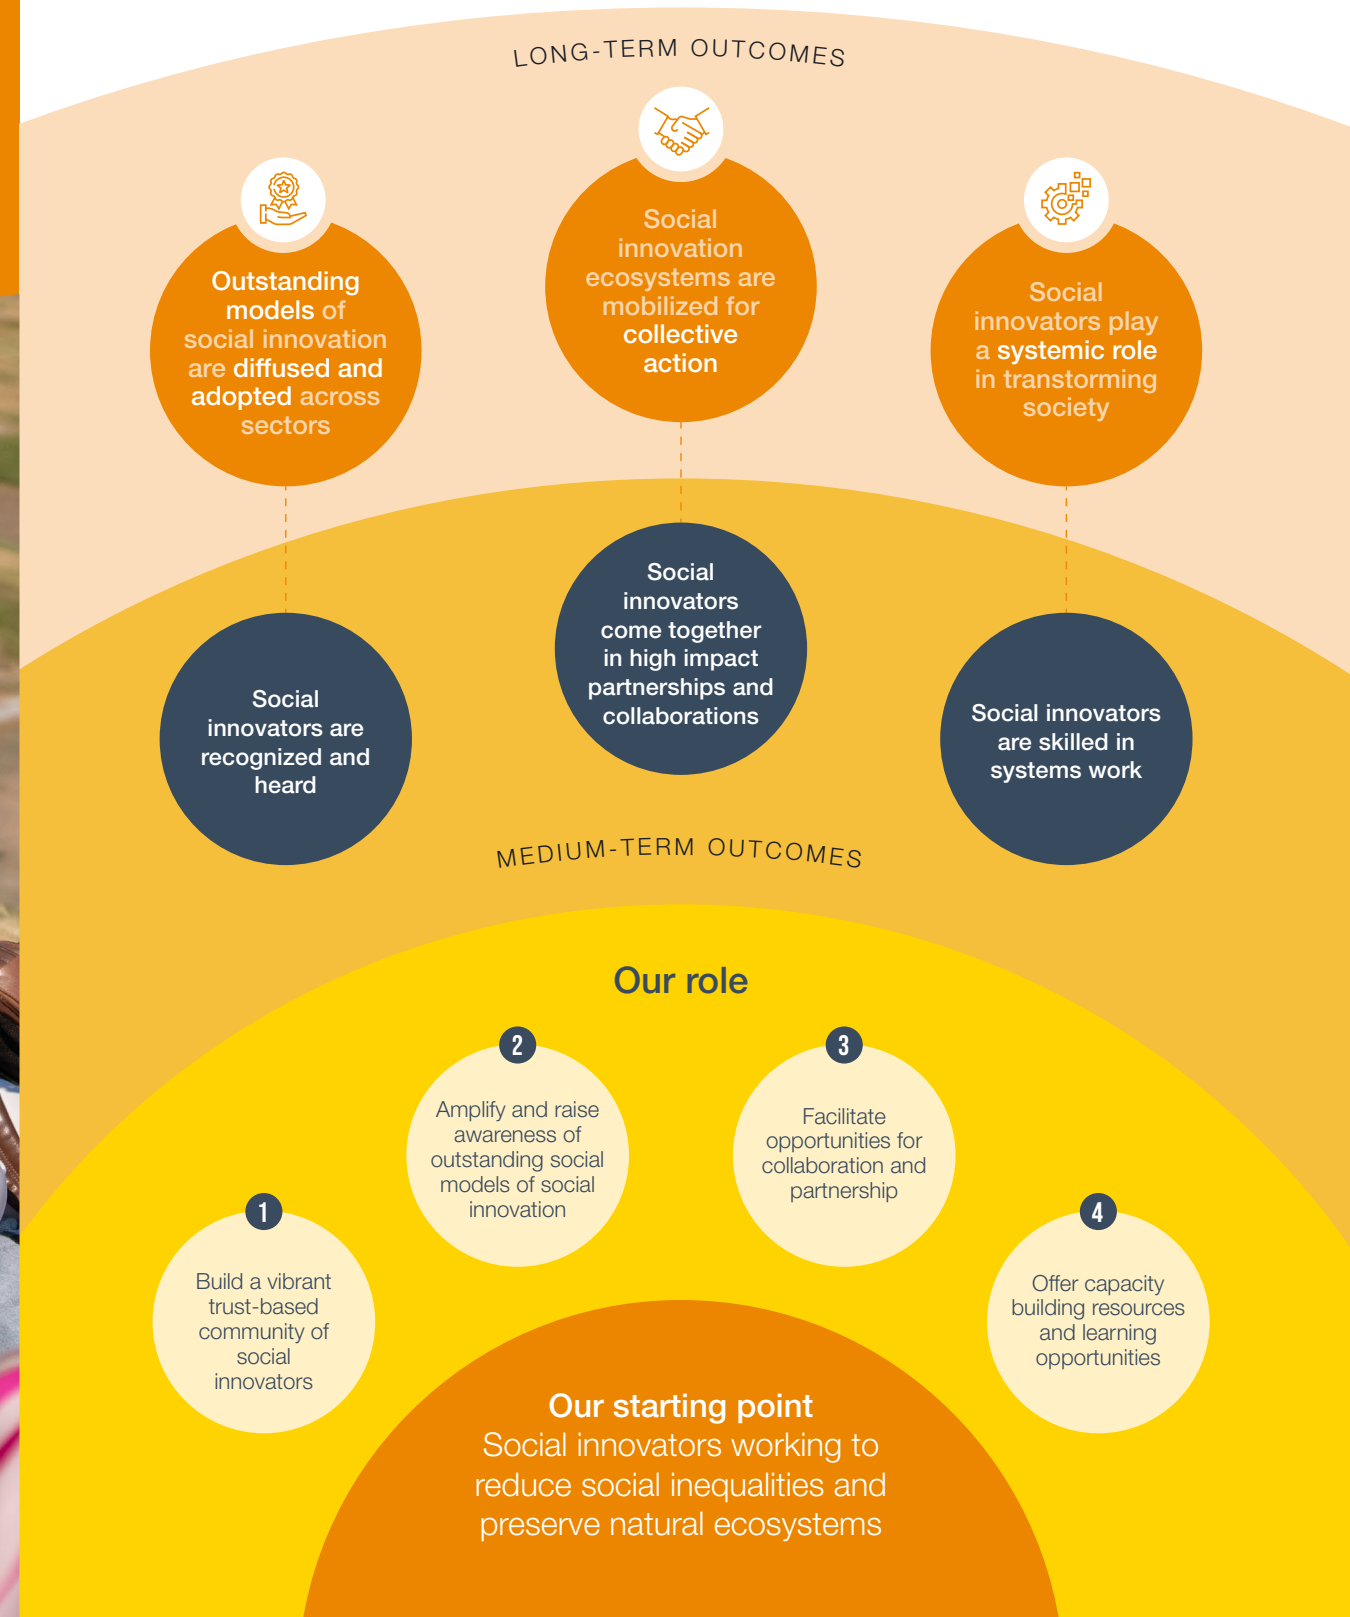 LONG-TERM OUTCOMES
Outstanding
models of
social innovation
are diffused and
adopted across
sectors
Social
innovation
ecosystems are
mobilized for
collective
action
Social
innovators play
a systemic role
in transtorming
society
Social
innovators are
recognized and
heard
Social
innovators
come together
in high impact
partnerships and
collaborations
Social innovators
are skilled in
systems work
MEDIUM-TERM OUTCOMES
Our role
1
Build a vibrant
trust-based
community of
social
innovators
2
Amplify and raise
awareness of
outstanding social
models of social
innovation
3
Facilitate
opportunities for
collaboration and
partnership
4
Offer capacity
building resources
and learning
opportunities
Our starting point
Social innovators working to
reduce social inequalities and
preserve natural ecosystems